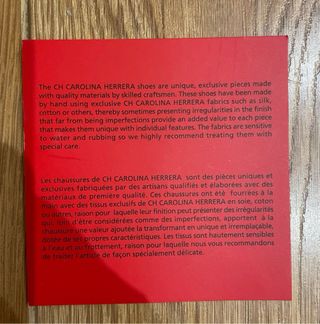 The CH CAROLINA HERRERA shoes are unique, exclusive pieces made
with quality materials by skilled craftsmen. These shoes have been made
by hand using exclusive CH CAROLINA HERRERA fabrics such as silk,
cotton or others, thereby sometimes presenting irregularities in the finish
that far from being imperfections provide an added value to each piece
that makes them unique with individual features. The fabrics are sensitive
to water and rubbing so we highly recommend treating them with
special care.
Les chaussures de CH CAROLINA HERRERA sont des pièces uniques et
exclusives fabriquées par des artisans qualifiés et elaborées avec des
matériaux de première qualité. Ces chaussures ont été fourrées à la
main avec des tissus exclusifs de CH CAROLINA HERRERA en soie, coton
ou autres, raison pour laquelle leur finition peut présenter des irrégularités
qui, loin d'être considérées comme des imperfections, apportent à la
chaussure une valeur ajoutée la transformant en unique et irremplaçable,
dotée de ses propres caractéristiques. Les tissus sont hautement sensibles
à l'eau et au frottement, raison pour laquelle nous vous recommandons
de traiter l'article de façon spécialement délicate.